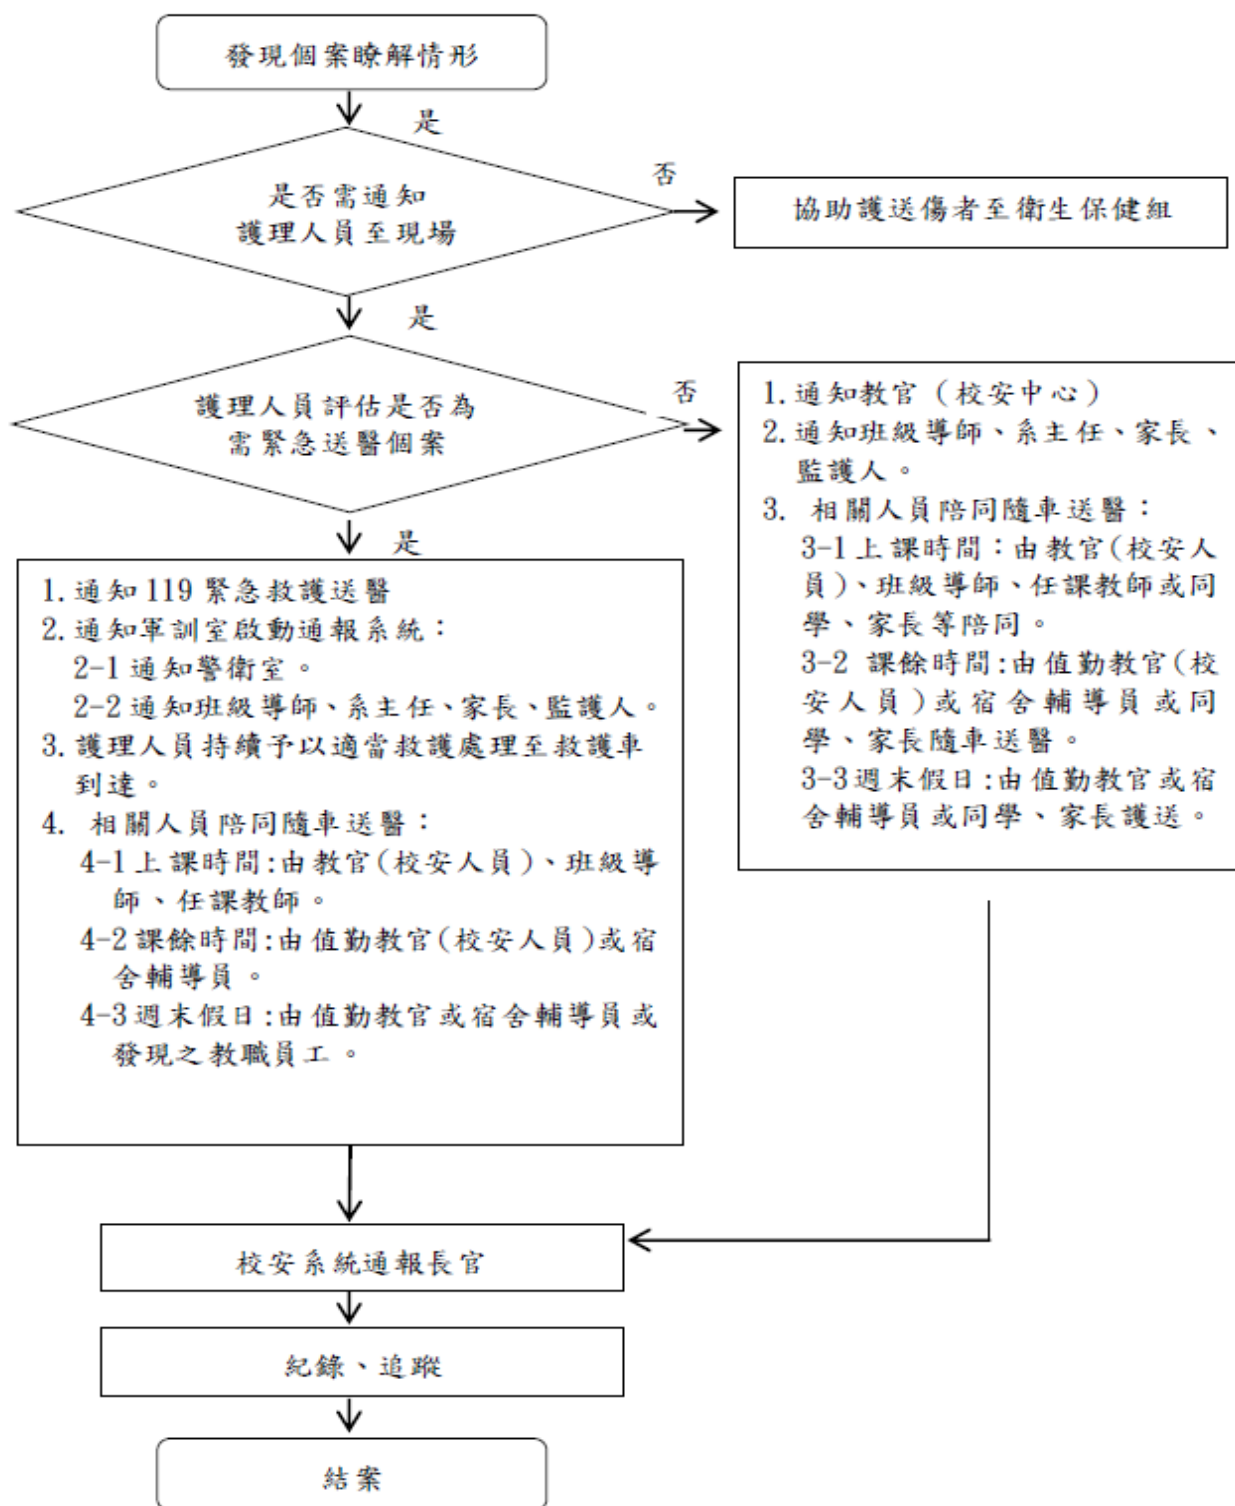 發現個案瞭解情形
是
是否需通知
護理人員至現場
否
協助護送傷者至衛生保健組
是
護理人員評估是否為
需緊急送醫個案
否
1.通知教官（校安中心）
2.通知班級導師、系主任、家長、
監護人。
3. 相關人員陪同隨車送醫：
3-1上課時間：由教官(校安人
員)、班級導師、任課教師或同
學、家長等陪同。
3-2 課餘時間:由值勤教官(校
安人員)或宿舍輔導員或同
學、家長隨車送醫。
3-3週末假日:由值勤教官或宿
舍輔導員或同學、家長護送。
是
1.通知119緊急救護送醫
2.通知軍訓室啟動通報系統：
2-1通知警衛室。
2-2通知班級導師、系主任、家長、監護人。
3.護理人員持續予以適當救護處理至救護車
到達。
4. 相關人員陪同隨車送醫：
4-1上課時間:由教官(校安人員)、班級導
師、任課教師。
4-2課餘時間:由值勤教官(校安人員)或宿
舍輔導員。
4-3週末假日:由值勤教官或宿舍輔導員或
發現之教職員工。
校安系統通報長官
紀錄、追蹤
結案